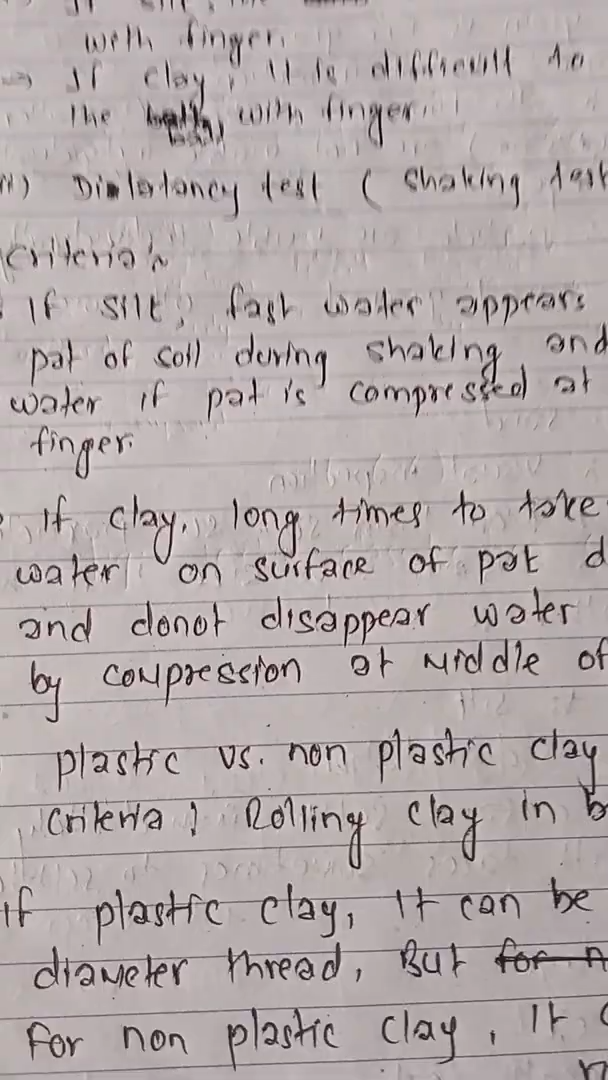 with finger.
⇒ If clay, it is difficult to
the ball, with finger.
Dilatancy test ( shaking test
criteria:
If silt, fast water appears
pat of soil during shaking and
water if pat is compressed at
finger.
If clay, long times to take
water on surface of pat d
and donot disappear water
by compression at middle of
plastic vs. non plastic clay
criteria: Rolling clay in b
if plastic clay, it can be
diameter thread, But for n
for non plastic clay, it c